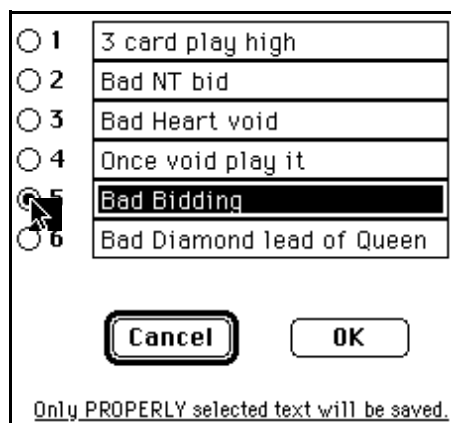 1 3 card play high
2 Bad NT bid
3 Bad Heart void
4 Once void play it
5 Bad Bidding
6 Bad Diamond lead of Queen
Cancel OK
Only PROPERLY selected text will be saved.